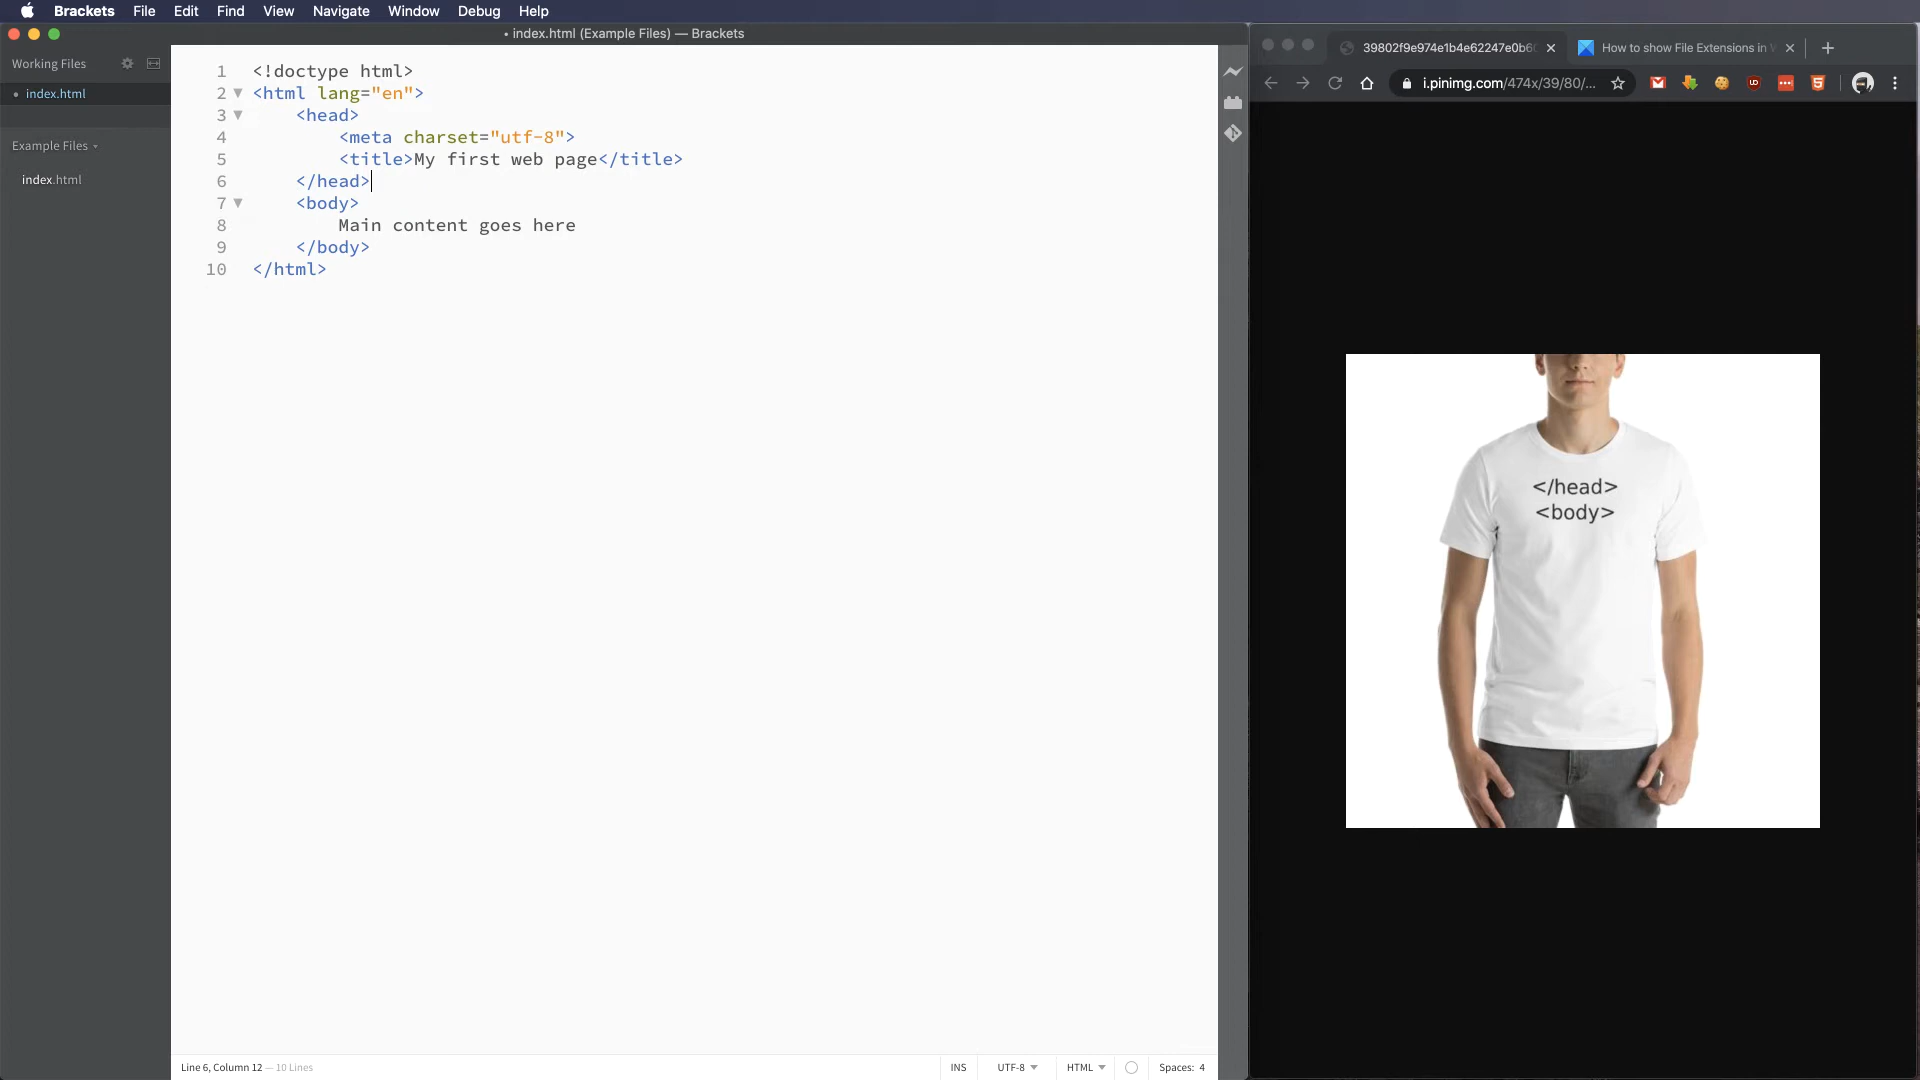 Brackets File Edit Find View Navigate Window Debug Help
• index.html (Example Files) — Brackets
Working Files
• index.html
Example Files
index.html
1 <!doctype html>
2 <html lang="en">
3 <head>
4 <meta charset="utf-8">
5 <title>My first web page</title>
6 </head>
7 <body>
8 Main content goes here
9 </body>
10 </html>
Line 6, Column 12 — 10 Lines
INS UTF-8 HTML Spaces: 4
39802f9e974e1b4e62247e0b6
How to show File Extensions in
i.pinimg.com/474x/39/80/...
</head>
<body>